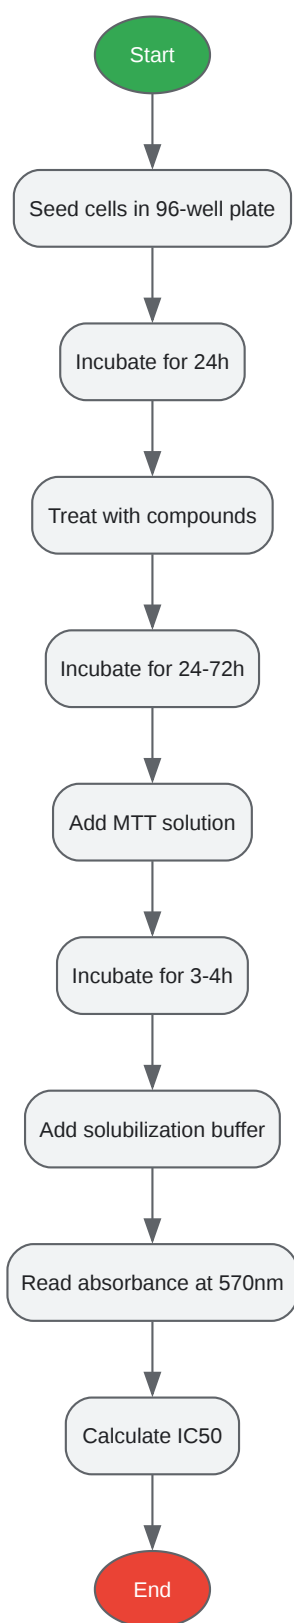 Start
Seed cells in 96-well plate
Incubate for 24h
Treat with compounds
Incubate for 24-72h
Add MTT solution
Incubate for 3-4h
Add solubilization buffer
Read absorbance at 570nm
Calculate IC50
End